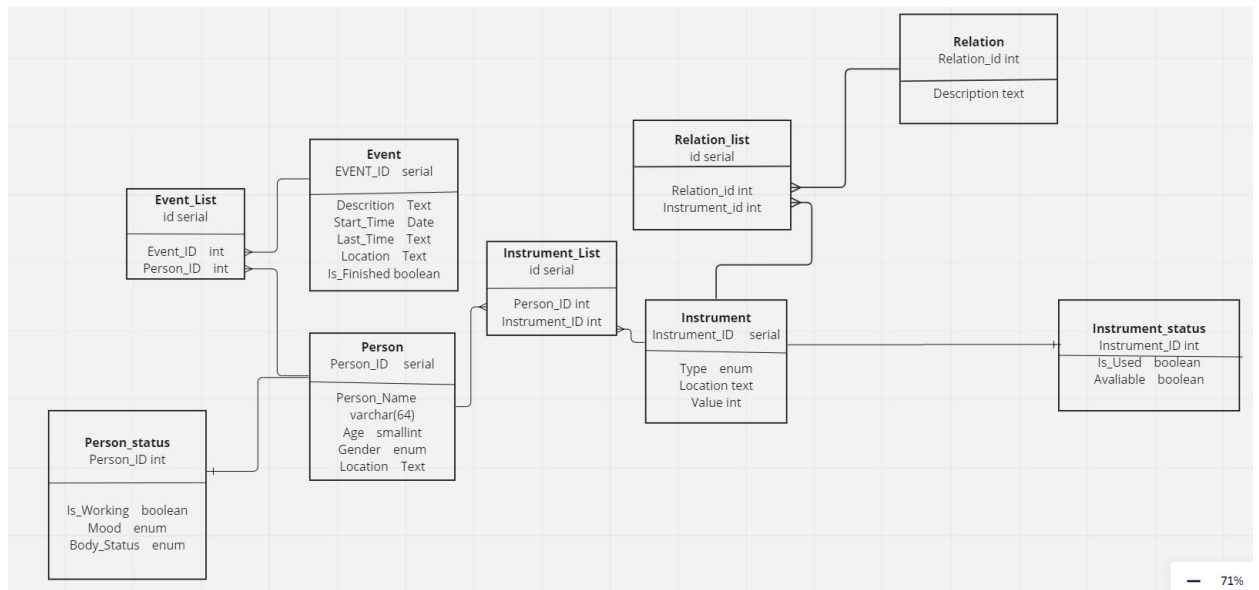 Relation
Relation_id int
Description text
Relation_list
id serial
Relation_id int
Instrument_id int
Event
EVENT_ID serial
Descrition Text
Start_Time Date
Last_Time Text
Location Text
Is_Finished boolean
Event_List
id serial
Event_ID int
Person_ID int
Instrument_List
id serial
Person_ID int
Instrument_ID int
Instrument
Instrument_ID serial
Type enum
Location text
Value int
Instrument_status
Instrument_ID int
Is_Used boolean
Avaliable boolean
Person
Person_ID serial
Person_Name
varchar(64)
Age smallint
Gender enum
Location Text
Person_status
Person_ID int
Is_Working boolean
Mood enum
Body_Status enum
71%